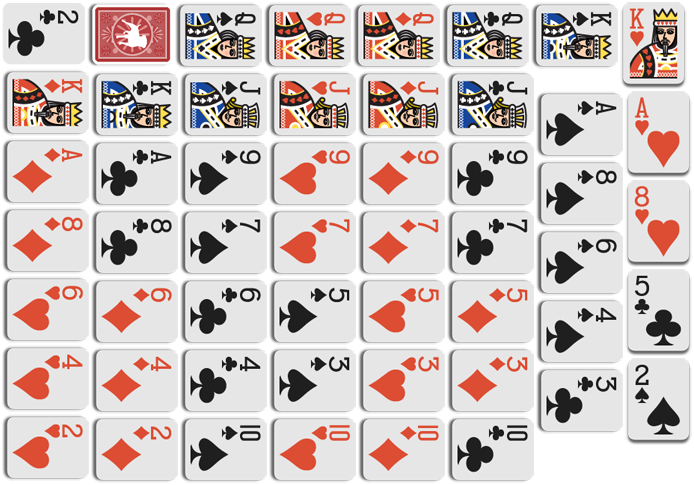 2 Q Q Q Q K K
K K J J J J A A
A A 9 9 9 9 8 8
8 8 7 7 7 7 6
6 6 6 5 5 5 4 5
4 4 4 3 3 3 3 2
2 2 10 10 10 10